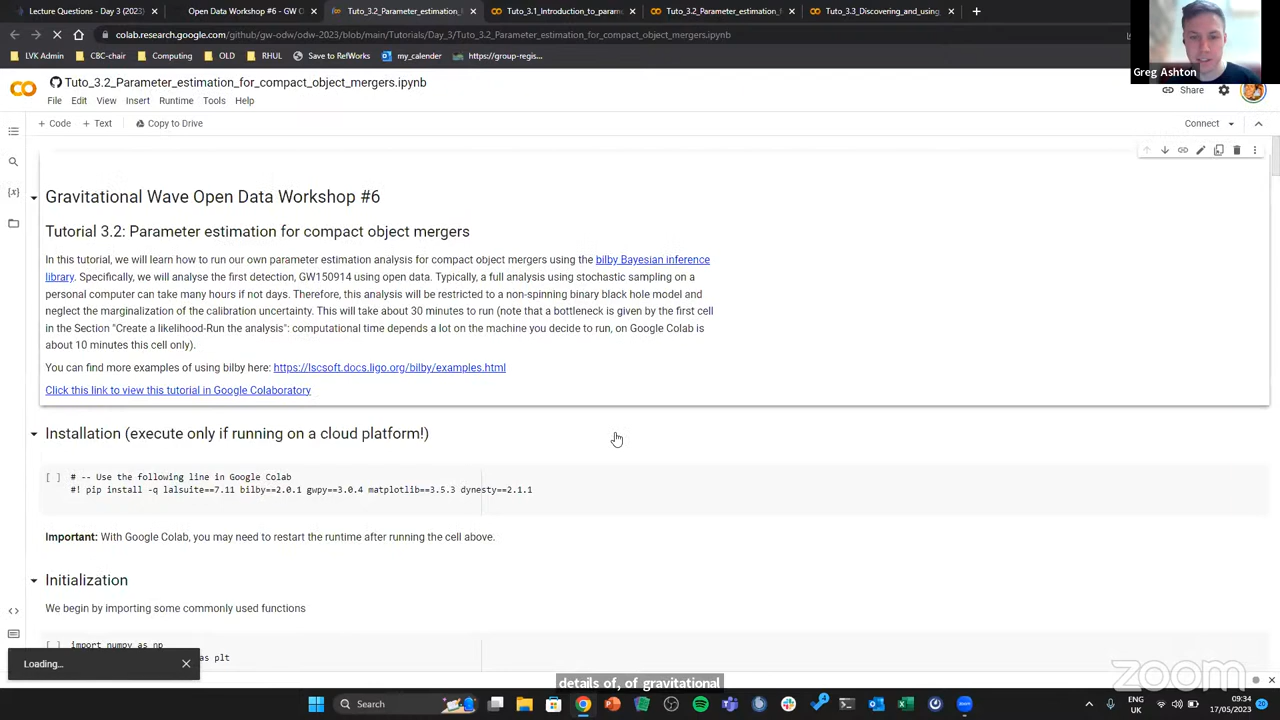 Lecture Questions - Day 3 (2023)
Open Data Workshop #6 - GW O
Tuto_3.2_Parameter_estimation_
Tuto_3.1_Introduction_to_param
Tuto_3.2_Parameter_estimation_
Tuto_3.3_Discovering_and_using
colab.research.google.com/github/gw-odw/odw-2023/blob/main/Tutorials/Day_3/Tuto_3.2_Parameter_estimation_for_compact_object_mergers.ipynb
LVK Admin
CBC-chair
Computing
OLD
RHUL
Save to RefWorks
my_calender
https://group-regis...
Greg Ashton
Tuto_3.2_Parameter_estimation_for_compact_object_mergers.ipynb
Share
File Edit View Insert Runtime Tools Help
+ Code + Text Copy to Drive
Connect
Gravitational Wave Open Data Workshop #6
Tutorial 3.2: Parameter estimation for compact object mergers
In this tutorial, we will learn how to run our own parameter estimation analysis for compact object mergers using the bilby Bayesian inference
library. Specifically, we will analyse the first detection, GW150914 using open data. Typically, a full analysis using stochastic sampling on a
personal computer can take many hours if not days. Therefore, this analysis will be restricted to a non-spinning binary black hole model and
neglect the marginalization of the calibration uncertainty. This will take about 30 minutes to run (note that a bottleneck is given by the first cell
in the Section "Create a likelihood-Run the analysis": computational time depends a lot on the machine you decide to run, on Google Colab is
about 10 minutes this cell only).
You can find more examples of using bilby here: https://lscsoft.docs.ligo.org/bilby/examples.html
Click this link to view this tutorial in Google Colaboratory
Installation (execute only if running on a cloud platform!)
[ ] # -- Use the following line in Google Colab
#! pip install -q lalsuite==7.11 bilby==2.0.1 gwpy==3.0.4 matplotlib==3.5.3 dynesty==2.1.1
Important: With Google Colab, you may need to restart the runtime after running the cell above.
Initialization
We begin by importing some commonly used functions
[ ] import numpy as np
as plt
Loading...
details of, of gravitational
zoom
Search
ENG
UK
09:34
17/05/2023
20